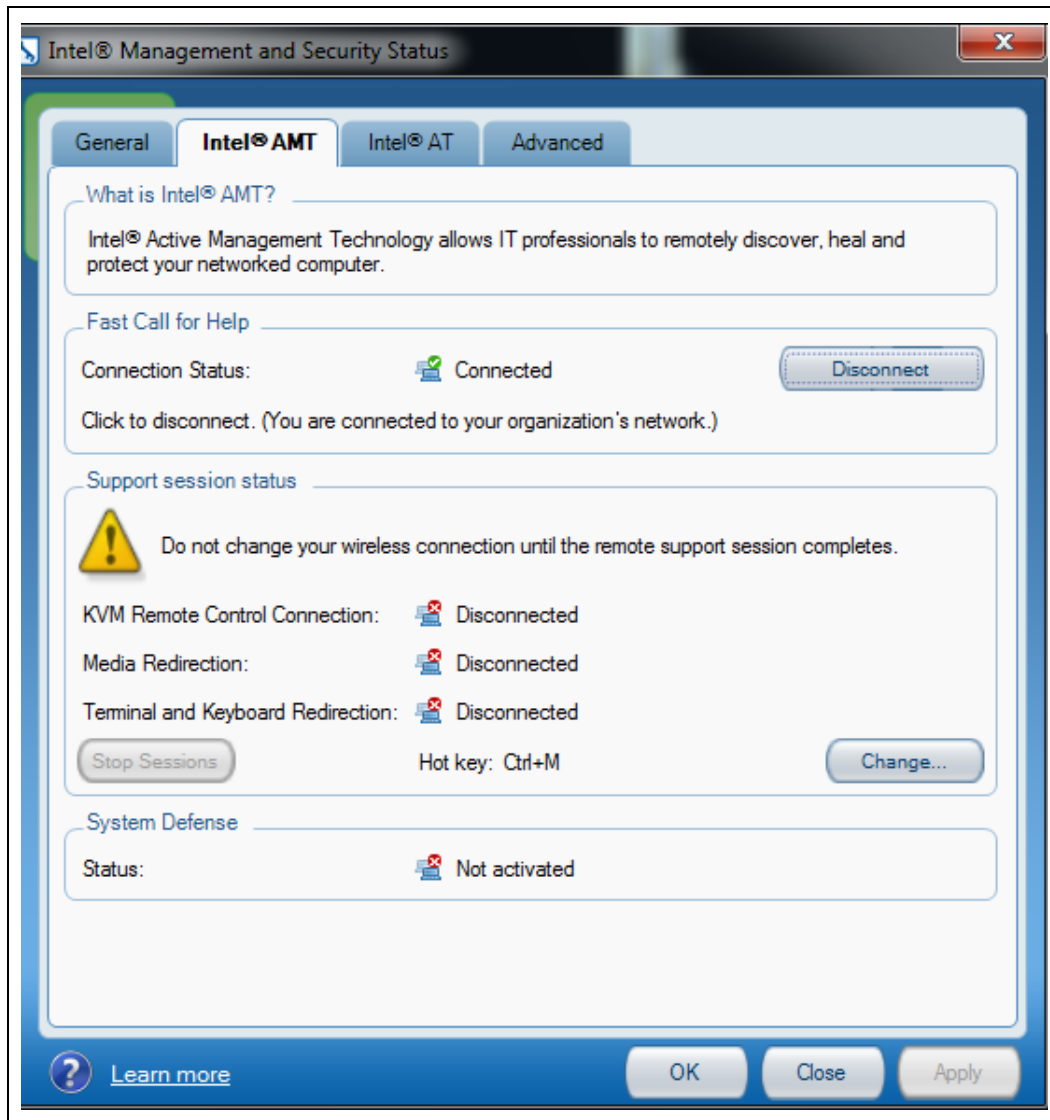 Intel® Management and Security Status
General
Intel® AMT
Intel® AT
Advanced
What is Intel® AMT?
Intel® Active Management Technology allows IT professionals to remotely discover, heal and
protect your networked computer.
Fast Call for Help
Connection Status:
Connected
Disconnect
Click to disconnect. (You are connected to your organization's network.)
Support session status
Do not change your wireless connection until the remote support session completes.
KVM Remote Control Connection:
Disconnected
Media Redirection:
Disconnected
Terminal and Keyboard Redirection:
Disconnected
Stop Sessions
Hot key: Ctrl+M
Change...
System Defense
Status:
Not activated
Learn more
OK
Close
Apply